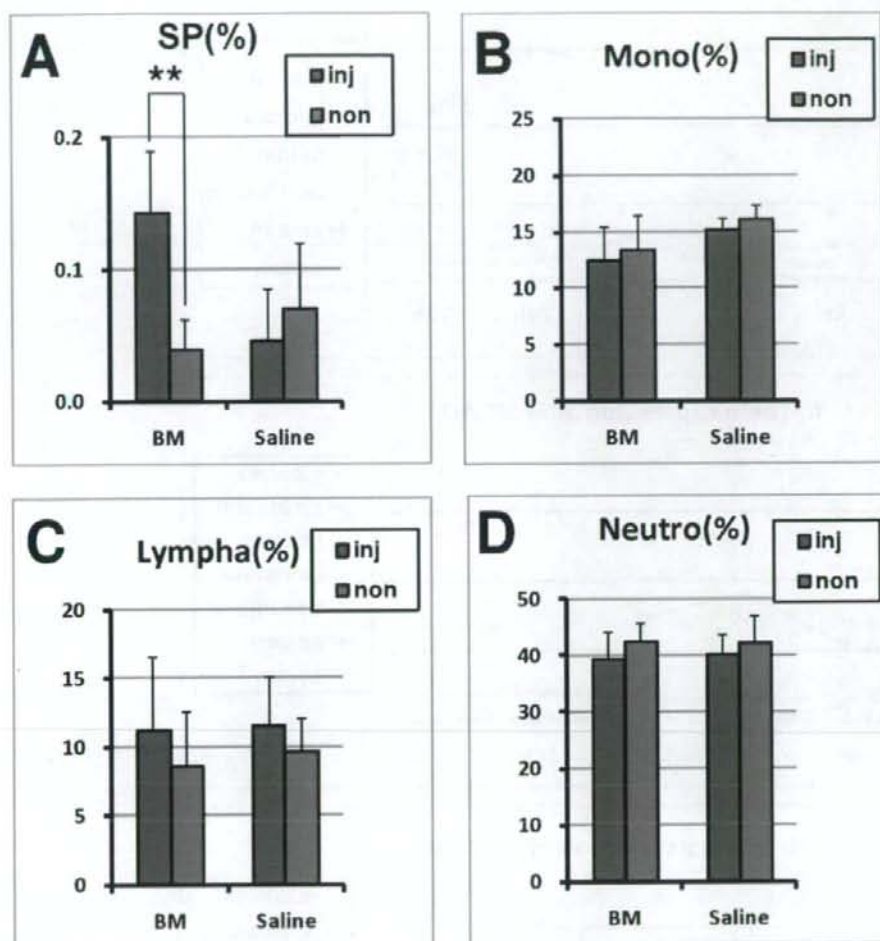 A
SP(%)
inj
non
**
0.2
0.1
0.0
BM Saline
B
Mono(%)
inj
non
25
20
15
10
5
0
BM Saline
C
Lympha(%)
inj
non
20
15
10
5
0
BM Saline
D
Neutro(%)
inj
non
50
40
30
20
10
0
BM Saline